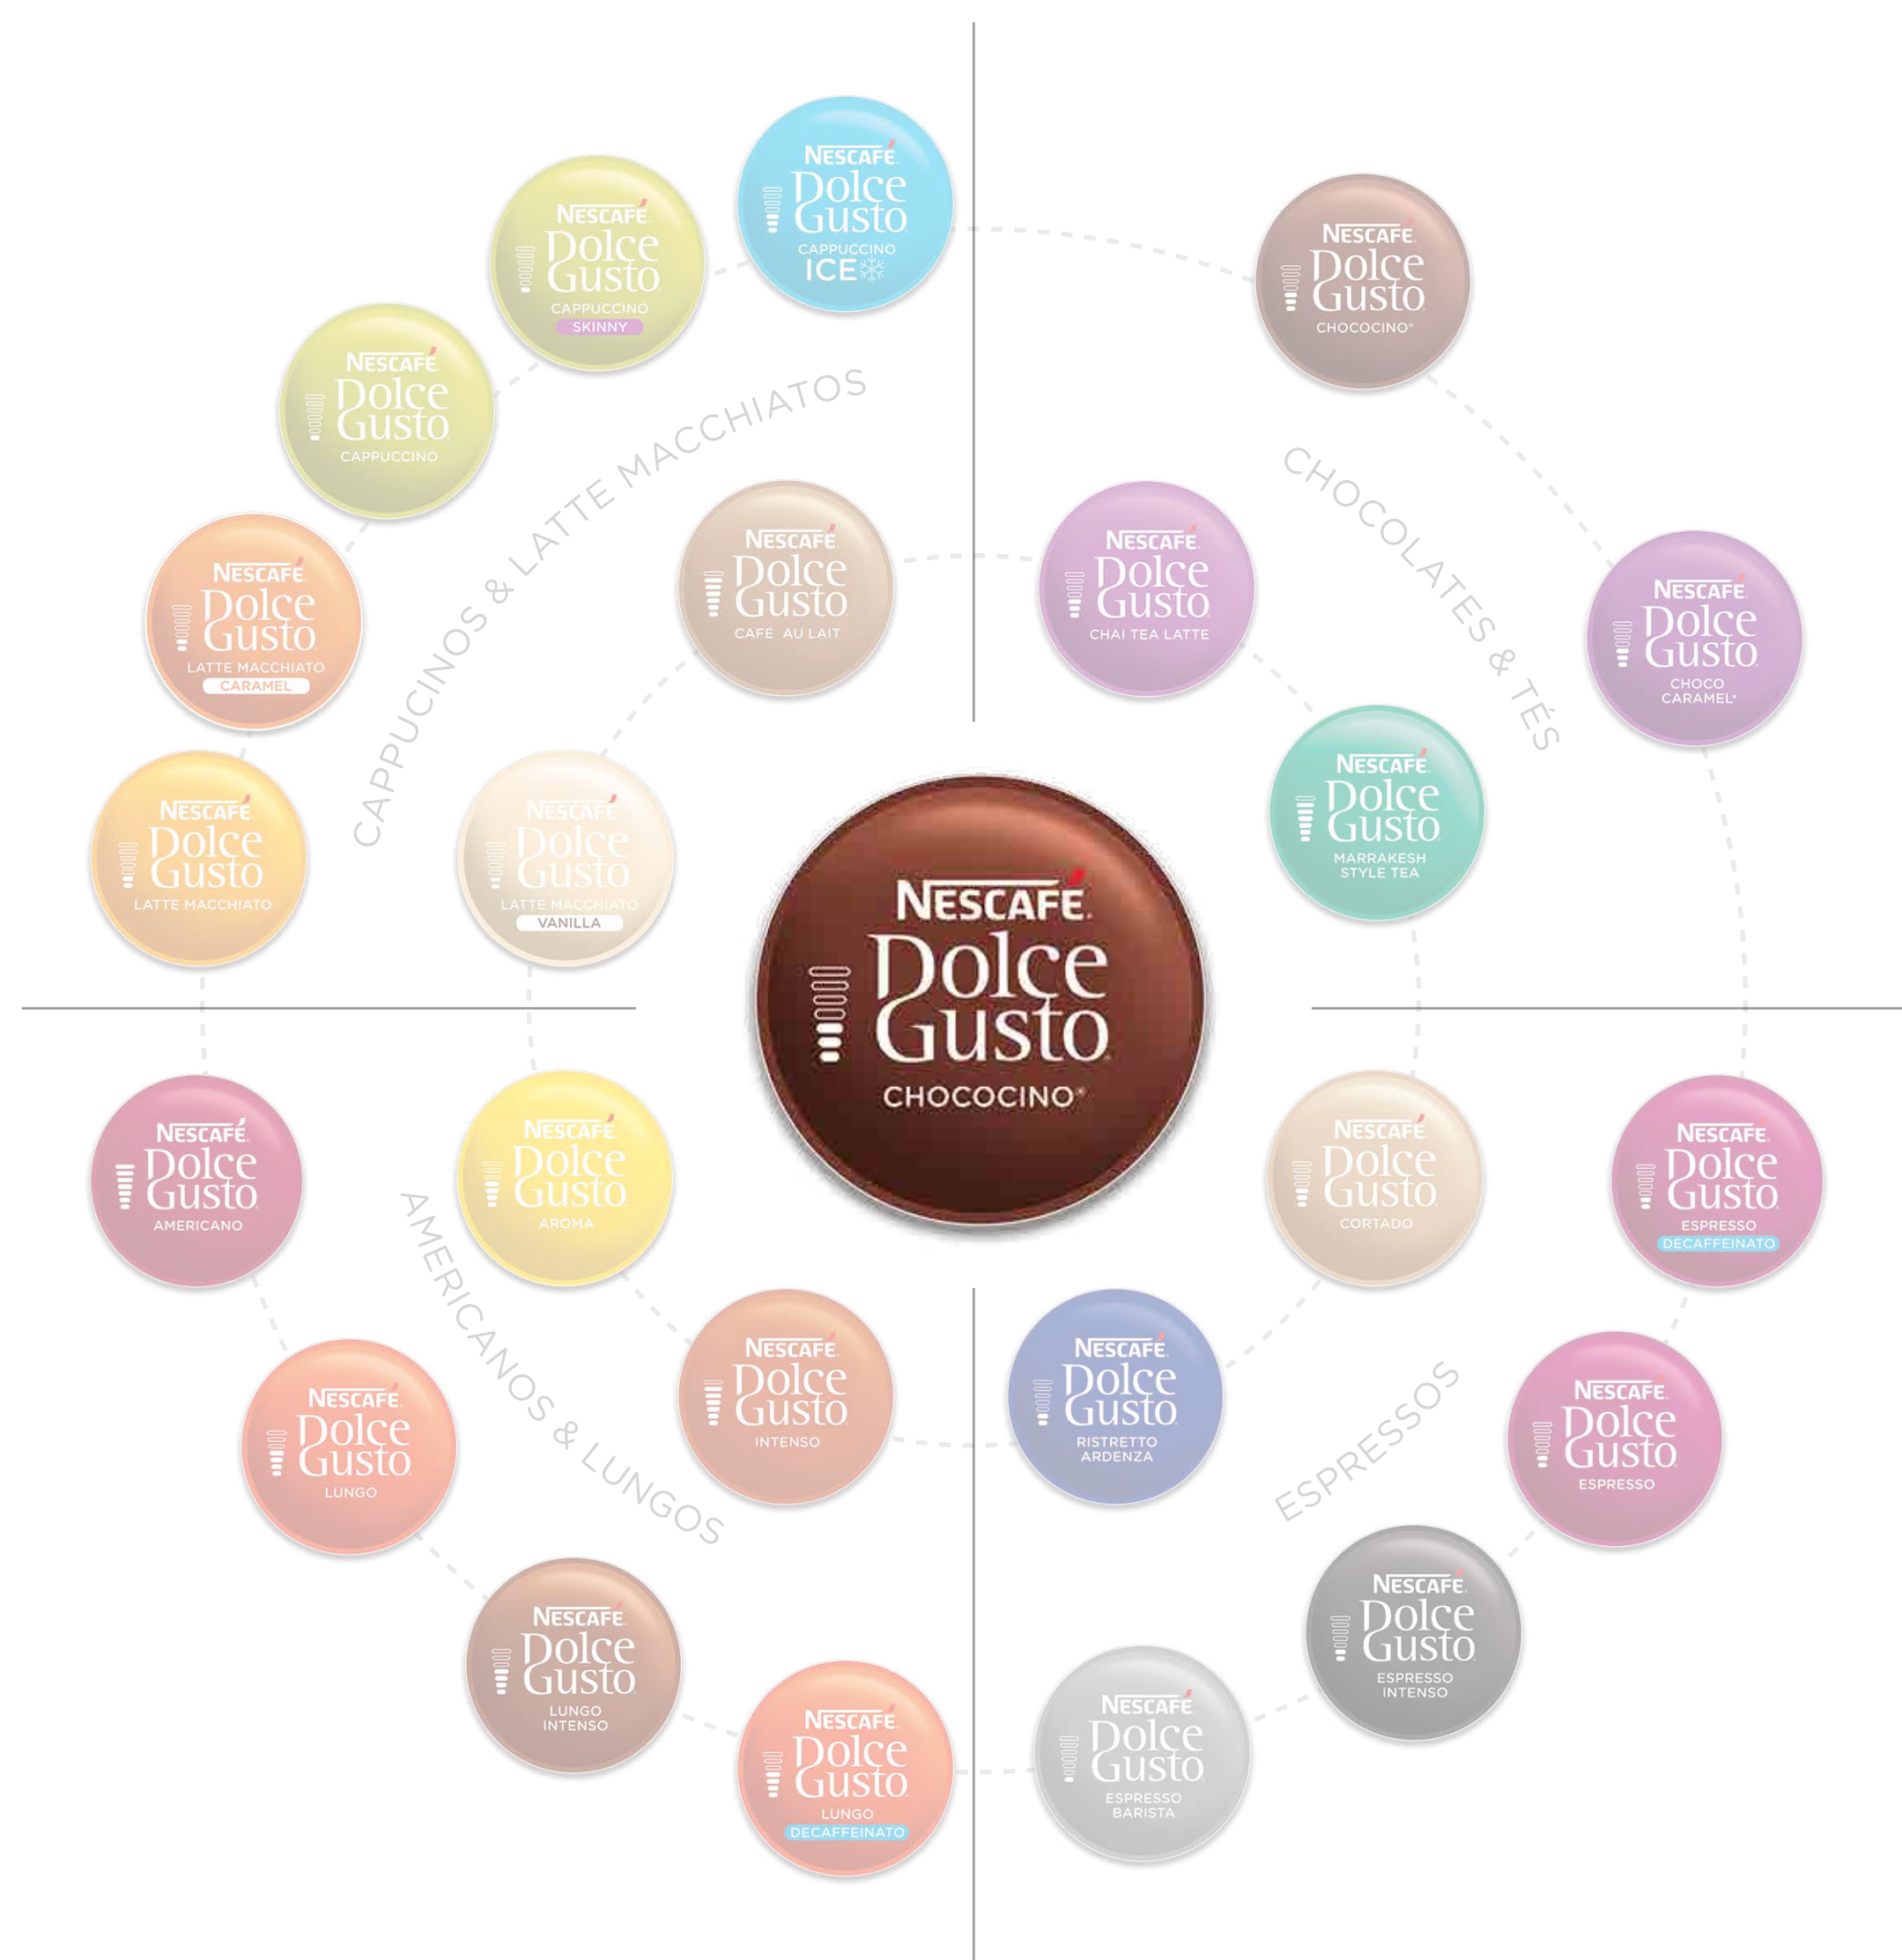 NESCAFÉ.
Dolce
Gusto
CAPPUCCINO
ICE
NESCAFÉ.
Dolce
Gusto
CAPPUCCINO
SKINNY
NESCAFÉ.
Dolce
Gusto
CAPPUCCINO
NESCAFÉ.
Dolce
Gusto
LATTE MACCHIATO
CARAMEL
NESCAFÉ.
Dolce
Gusto
LATTE MACCHIATO
CAPPUCINOS & LATTE MACCHIATOS
NESCAFÉ.
Dolce
Gusto
CAFÉ AU LAIT
NESCAFÉ.
Dolce
Gusto
LATTE MACCHIATO
VANILLA
NESCAFÉ.
Dolce
Gusto
CHOCOCINO®
NESCAFÉ.
Dolce
Gusto
CHOCO
CARAMEL®
CHOCOLATES & TÉS
NESCAFÉ.
Dolce
Gusto
CHAI TEA LATTE
NESCAFÉ.
Dolce
Gusto
MARRAKESH
STYLE TEA
NESCAFÉ.
Dolce
Gusto
CHOCOCINO®
NESCAFÉ.
Dolce
Gusto
AMERICANO
NESCAFÉ.
Dolce
Gusto
AROMA
AMERICANOS & LUNGOS
NESCAFÉ.
Dolce
Gusto
INTENSO
NESCAFÉ.
Dolce
Gusto
LUNGO
NESCAFÉ.
Dolce
Gusto
LUNGO
INTENSO
NESCAFÉ.
Dolce
Gusto
LUNGO
DECAFFEINATO
NESCAFÉ.
Dolce
Gusto
CORTADO
NESCAFÉ.
Dolce
Gusto
ESPRESSO
DECAFFEINATO
NESCAFÉ.
Dolce
Gusto
RISTRETTO
ARDENZA
ESPRESSOS
NESCAFÉ.
Dolce
Gusto
ESPRESSO
NESCAFÉ.
Dolce
Gusto
ESPRESSO
INTENSO
NESCAFÉ.
Dolce
Gusto
ESPRESSO
BARISTA